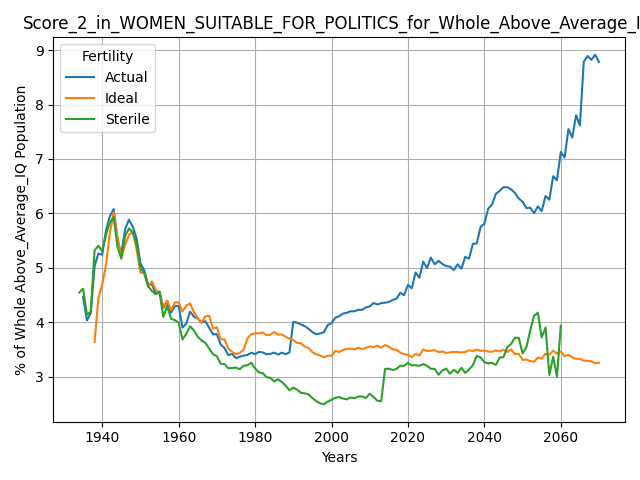 Score_2_in_WOMEN_SUITABLE_FOR_POLITICS_for_Whole_Above_Average_I
Fertility
Actual
Ideal
Sterile
% of Whole Above_Average_IQ Population
9
8
7
6
5
4
3
1940 1960 1980 2000 2020 2040 2060
Years